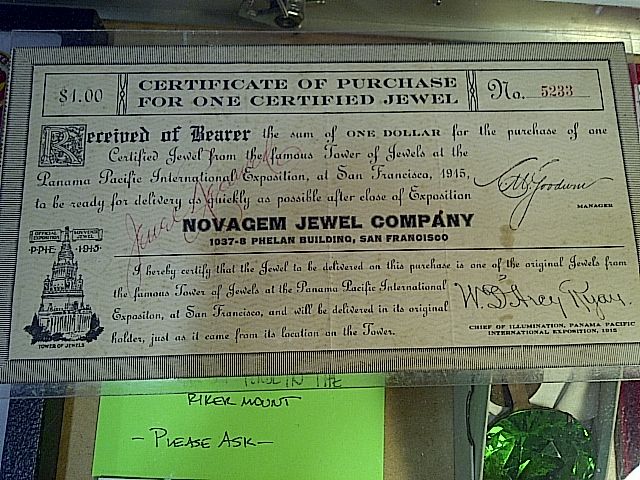 $1.00
CERTIFICATE OF PURCHASE
FOR ONE CERTIFIED JEWEL
No. 5233
Received of Bearer the sum of ONE DOLLAR for the purchase of one
Certified Jewel from the famous Tower of Jewels at the
Panama Pacific International Exposition, at San Francisco, 1915,
to be ready for delivery as quickly as possible after close of Exposition
MANAGER
NOVAGEM JEWEL COMPANY
1037-8 PHELAN BUILDING, SAN FRANCISCO
OFFICIAL SOUVENIR
EXPOSITION JEWEL
P·P·I·E· 1915·
TOWER OF JEWELS
I hereby certify that the Jewel to be delivered on this purchase is one of the original Jewels from
the famous Tower of Jewels at the Panama Pacific International
Expositon, at San Francisco, and will be delivered in its original
holder, just as it came from its location on the Tower.
CHIEF OF ILLUMINATION, PANAMA PACIFIC
INTERNATIONAL EXPOSITION, 1915
IN THE
RIKER MOUNT
- PLEASE ASK -